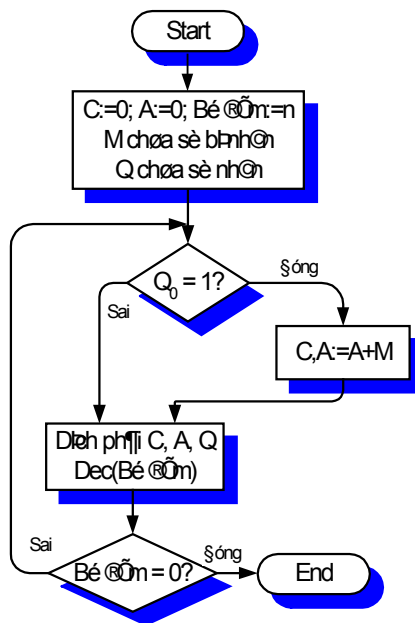 Start
C:=0; A:=0; Bé ®Õm:=n
M chøa sè bÞ nh©n
Q chøa sè nh©n
Q₀ = 1?
§óng
Sai
C,A:=A+M
DÞch ph¶i C, A, Q
Dec(Bé ®Õm)
Sai
Bé ®Õm = 0?
§óng
End